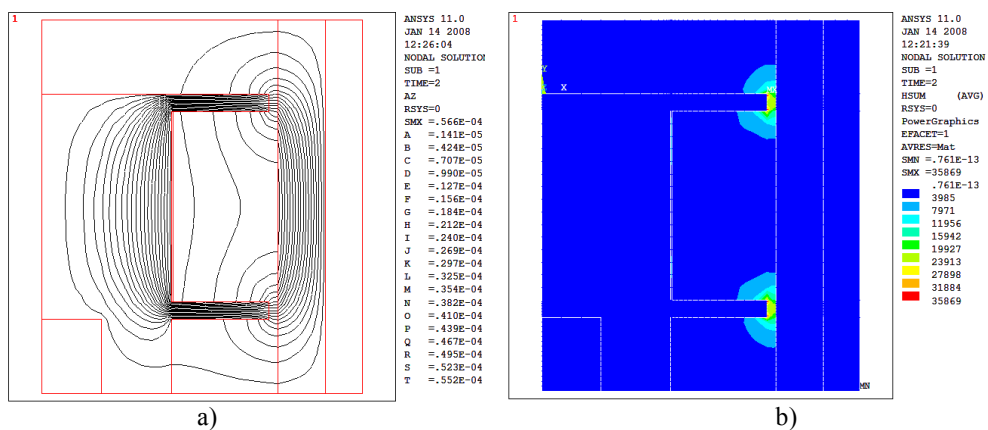 1
ANSYS 11.0
JAN 14 2008
12:26:04
NODAL SOLUTION
SUB =1
TIME=2
AZ
RSYS=0
SMX =.566E-04
A =.141E-05
B =.424E-05
C =.707E-05
D =.990E-05
E =.127E-04
F =.156E-04
G =.184E-04
H =.212E-04
I =.240E-04
J =.269E-04
K =.297E-04
L =.325E-04
M =.354E-04
N =.382E-04
O =.410E-04
P =.439E-04
Q =.467E-04
R =.495E-04
S =.523E-04
T =.552E-04
a)
1
Y
X
MX
MN
ANSYS 11.0
JAN 14 2008
12:21:39
NODAL SOLUTION
SUB =1
TIME=2
HSUM (AVG)
RSYS=0
PowerGraphics
EFACET=1
AVRES=Mat
SMN =.761E-13
SMX =35869
.761E-13
3985
7971
11956
15942
19927
23913
27898
31884
35869
b)